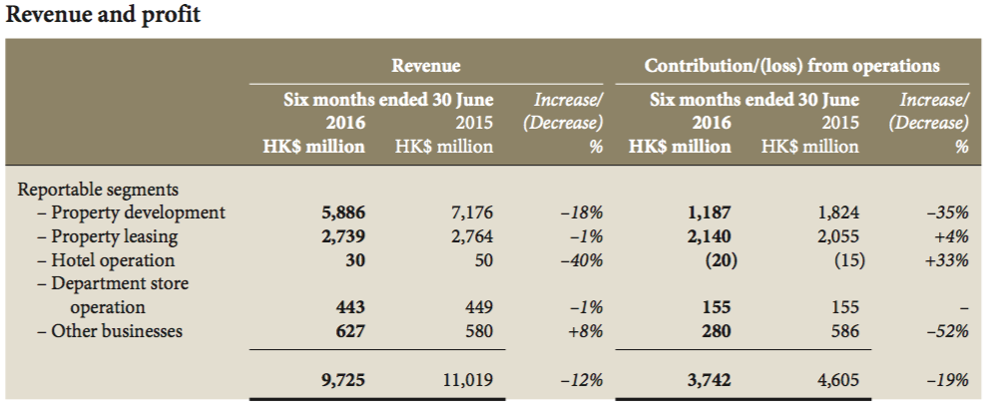 Revenue and profit
Revenue Contribution/(loss) from operations
Six months ended 30 June Increase/ Six months ended 30 June Increase/
2016 2015 (Decrease) 2016 2015 (Decrease)
HK$ million HK$ million % HK$ million HK$ million %
Reportable segments
– Property development 5,886 7,176 –18% 1,187 1,824 –35%
– Property leasing 2,739 2,764 –1% 2,140 2,055 +4%
– Hotel operation 30 50 –40% (20) (15) +33%
– Department store
operation 443 449 –1% 155 155 –
– Other businesses 627 580 +8% 280 586 –52%
9,725 11,019 –12% 3,742 4,605 –19%